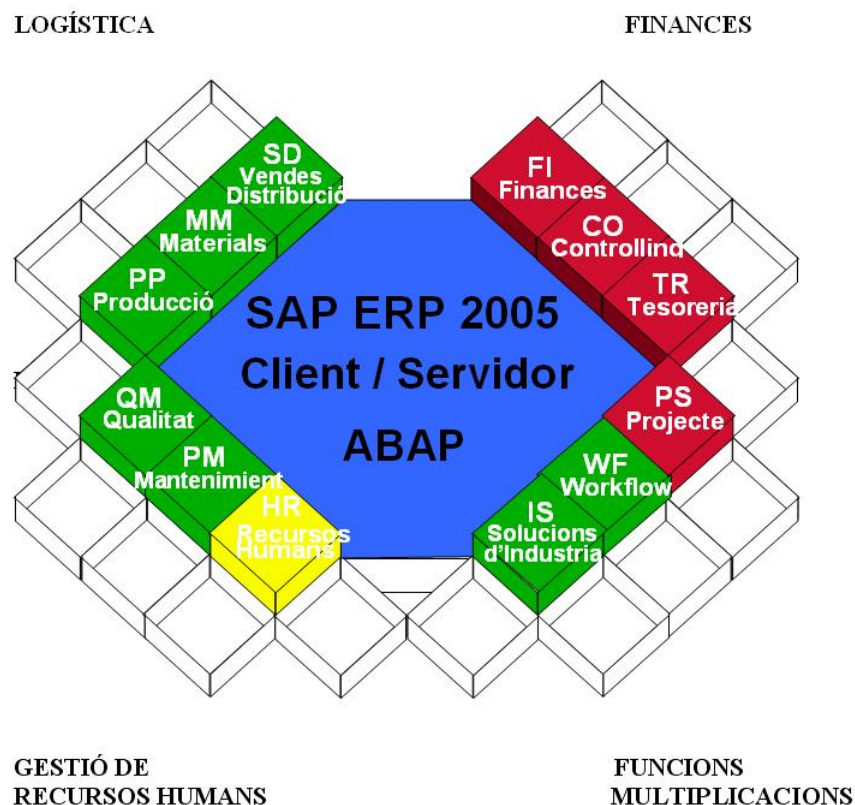 LOGÍSTICA
FINANCES
SD
Vendes
Distribució
MM
Materials
PP
Producció
FI
Finances
CO
Controlling
TR
Tesoreria
SAP ERP 2005
Client / Servidor
ABAP
QM
Qualitat
PM
Mantenimient
HR
Recursos
Humans
PS
Projecte
WF
Workflow
IS
Solucions
d'Industria
GESTIÓ DE
RECURSOS HUMANS
FUNCIONS
MULTIPLICACIONS